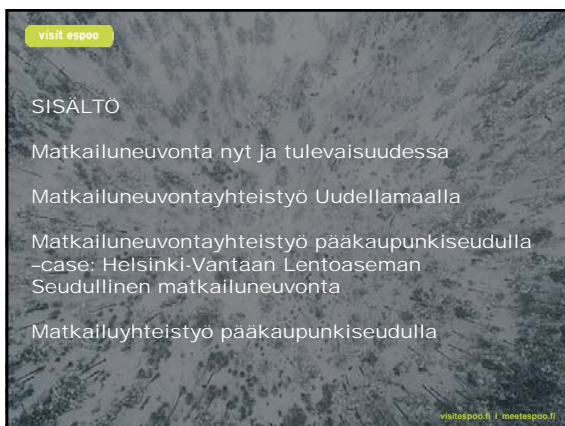 visit espoo
SISÄLTÖ
Matkailuneuvonta nyt ja tulevaisuudessa
Matkailuneuvontayhteistyö Uudellamaalla
Matkailuneuvontayhteistyö pääkaupunkiseudulla
–case: Helsinki-Vantaan Lentoaseman
Seudullinen matkailuneuvonta
Matkailuyhteistyö pääkaupunkiseudulla
visitespoo.fi I meetespoo.fi